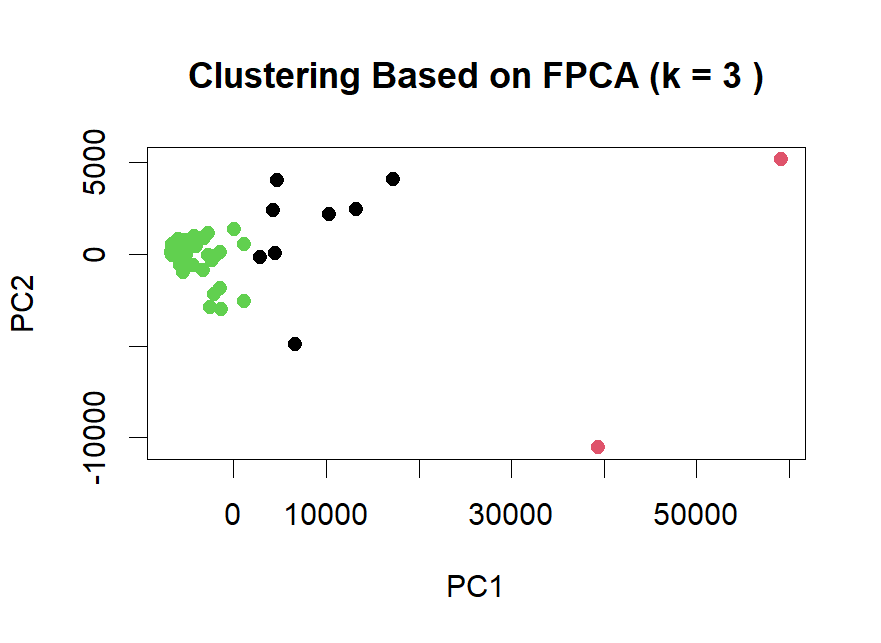 Clustering Based on FPCA (k = 3 )
5000
0
-10000
PC2
0 10000 30000 50000
PC1